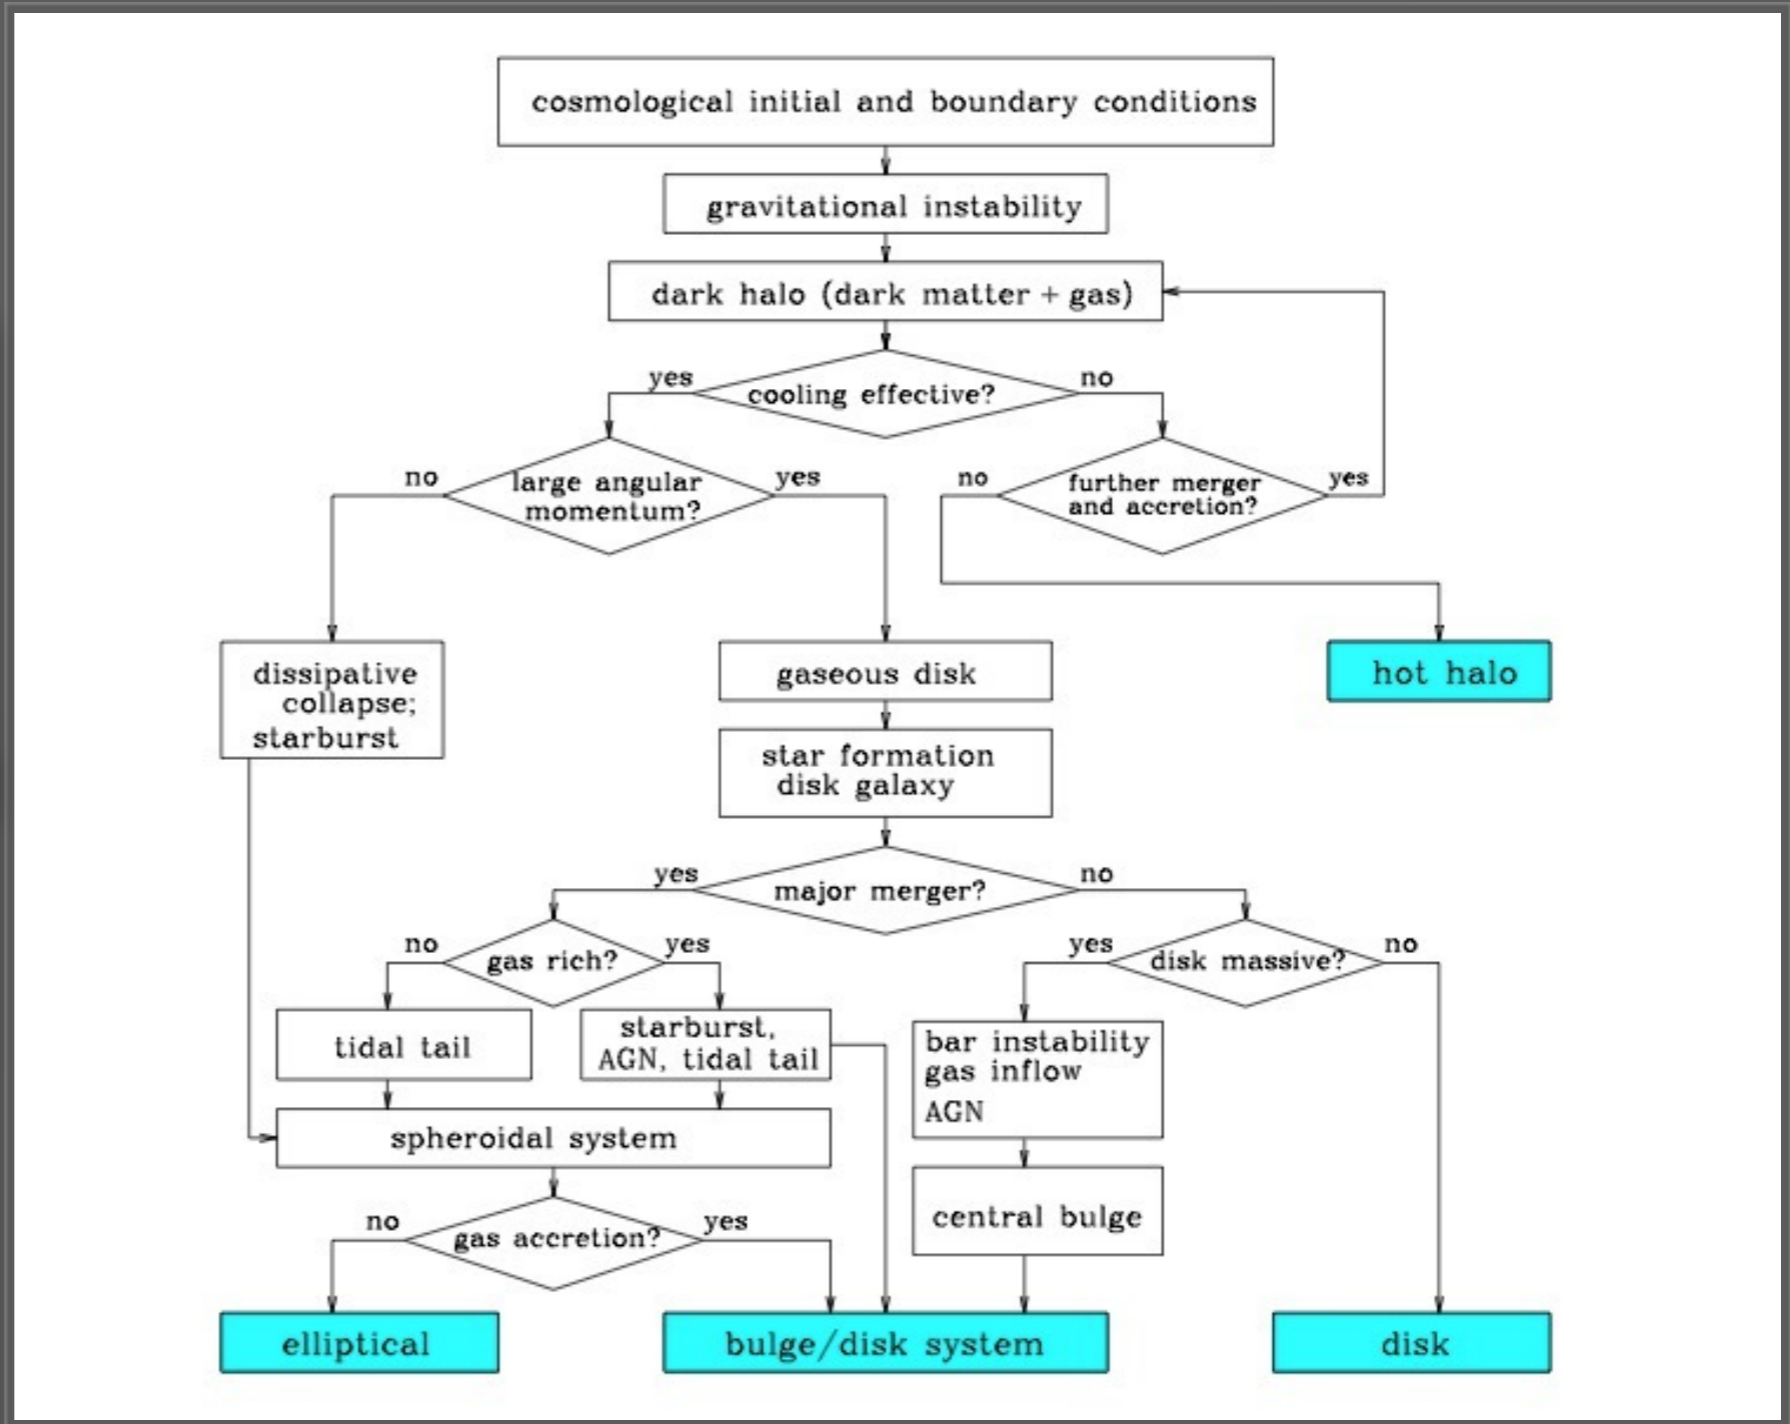 cosmological initial and boundary conditions
gravitational instability
dark halo (dark matter + gas)
yes
no
cooling effective?
no
large angular
momentum?
yes
no
further merger
and accretion?
yes
dissipative
collapse;
starburst
gaseous disk
hot halo
star formation
disk galaxy
yes
major merger?
no
no
gas rich?
yes
yes
disk massive?
no
tidal tail
starburst,
AGN, tidal tail
bar instability
gas inflow
AGN
spheroidal system
central bulge
no
gas accretion?
yes
elliptical
bulge/disk system
disk